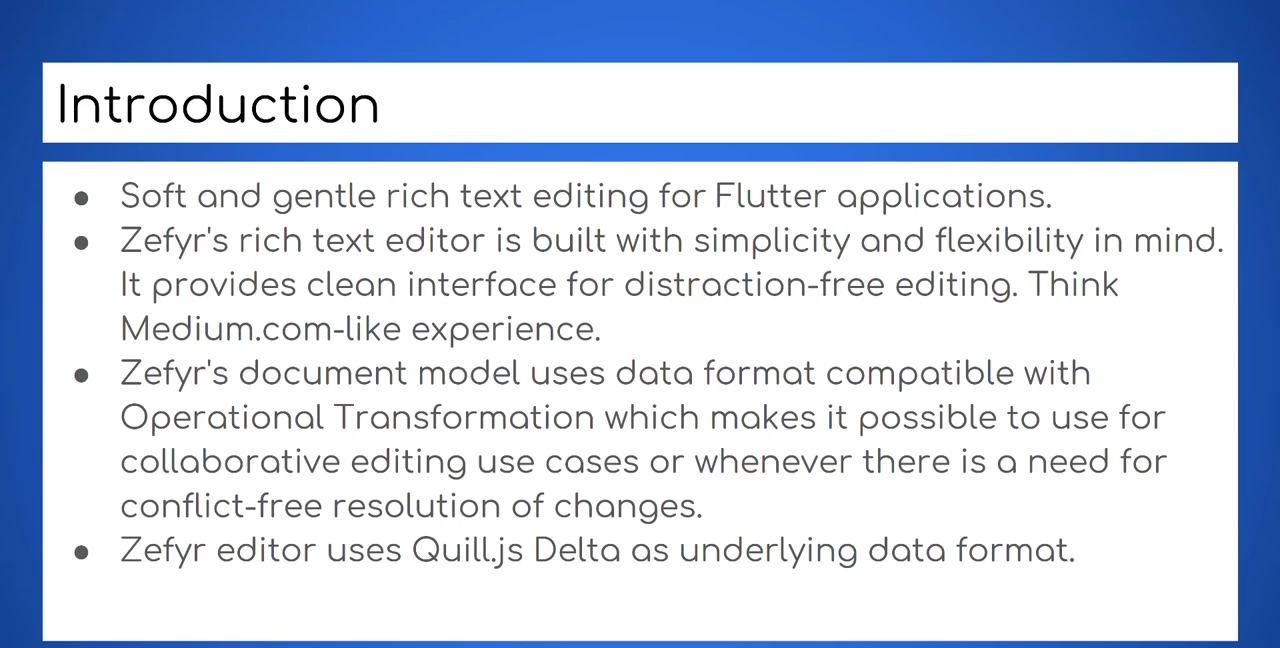 Introduction
● Soft and gentle rich text editing for Flutter applications.
● Zefyr's rich text editor is built with simplicity and flexibility in mind.
It provides clean interface for distraction-free editing. Think
Medium.com-like experience.
● Zefyr's document model uses data format compatible with
Operational Transformation which makes it possible to use for
collaborative editing use cases or whenever there is a need for
conflict-free resolution of changes.
● Zefyr editor uses Quill.js Delta as underlying data format.